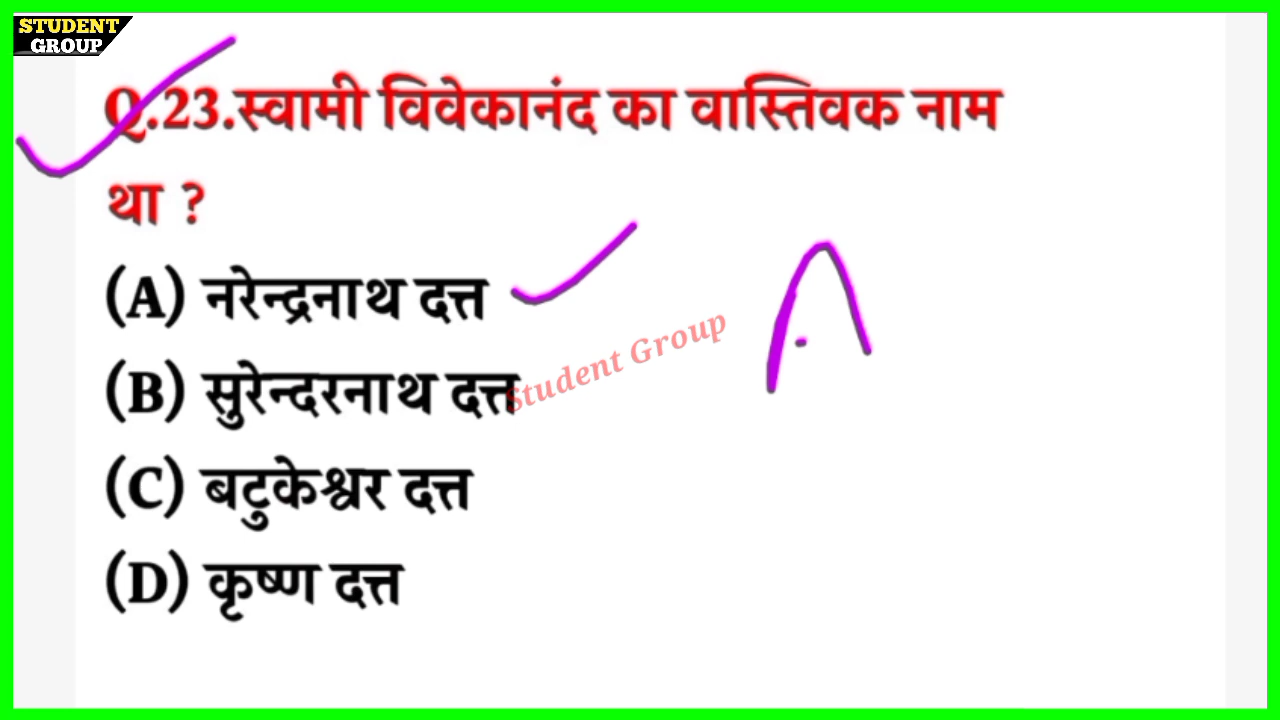 STUDENT
GROUP
Q.23.स्वामी विवेकानंद का वास्तिवक नाम
था ?
(A) नरेन्द्रनाथ दत्त
(B) सुरेन्दरनाथ दत्त
(C) बटुकेश्वर दत्त
(D) कृष्ण दत्त
Student Group